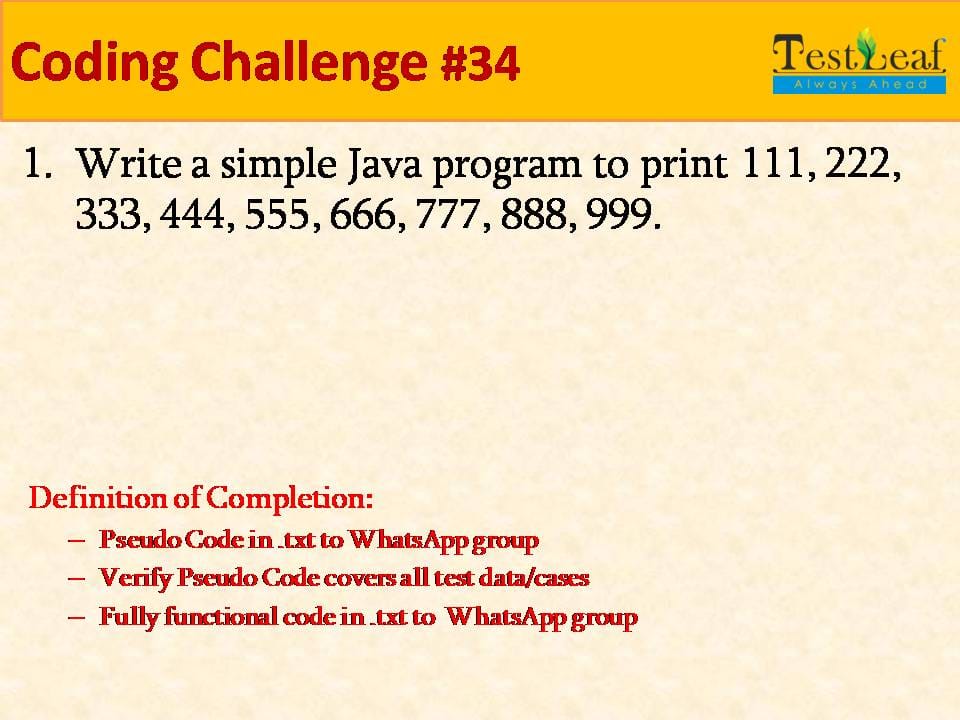 Coding Challenge #34
TestLeaf
Always Ahead
1. Write a simple Java program to print 111, 222,
333, 444, 555, 666, 777, 888, 999.
Definition of Completion:
– Pseudo Code in .txt to WhatsApp group
– Verify Pseudo Code covers all test data/cases
– Fully functional code in .txt to WhatsApp group